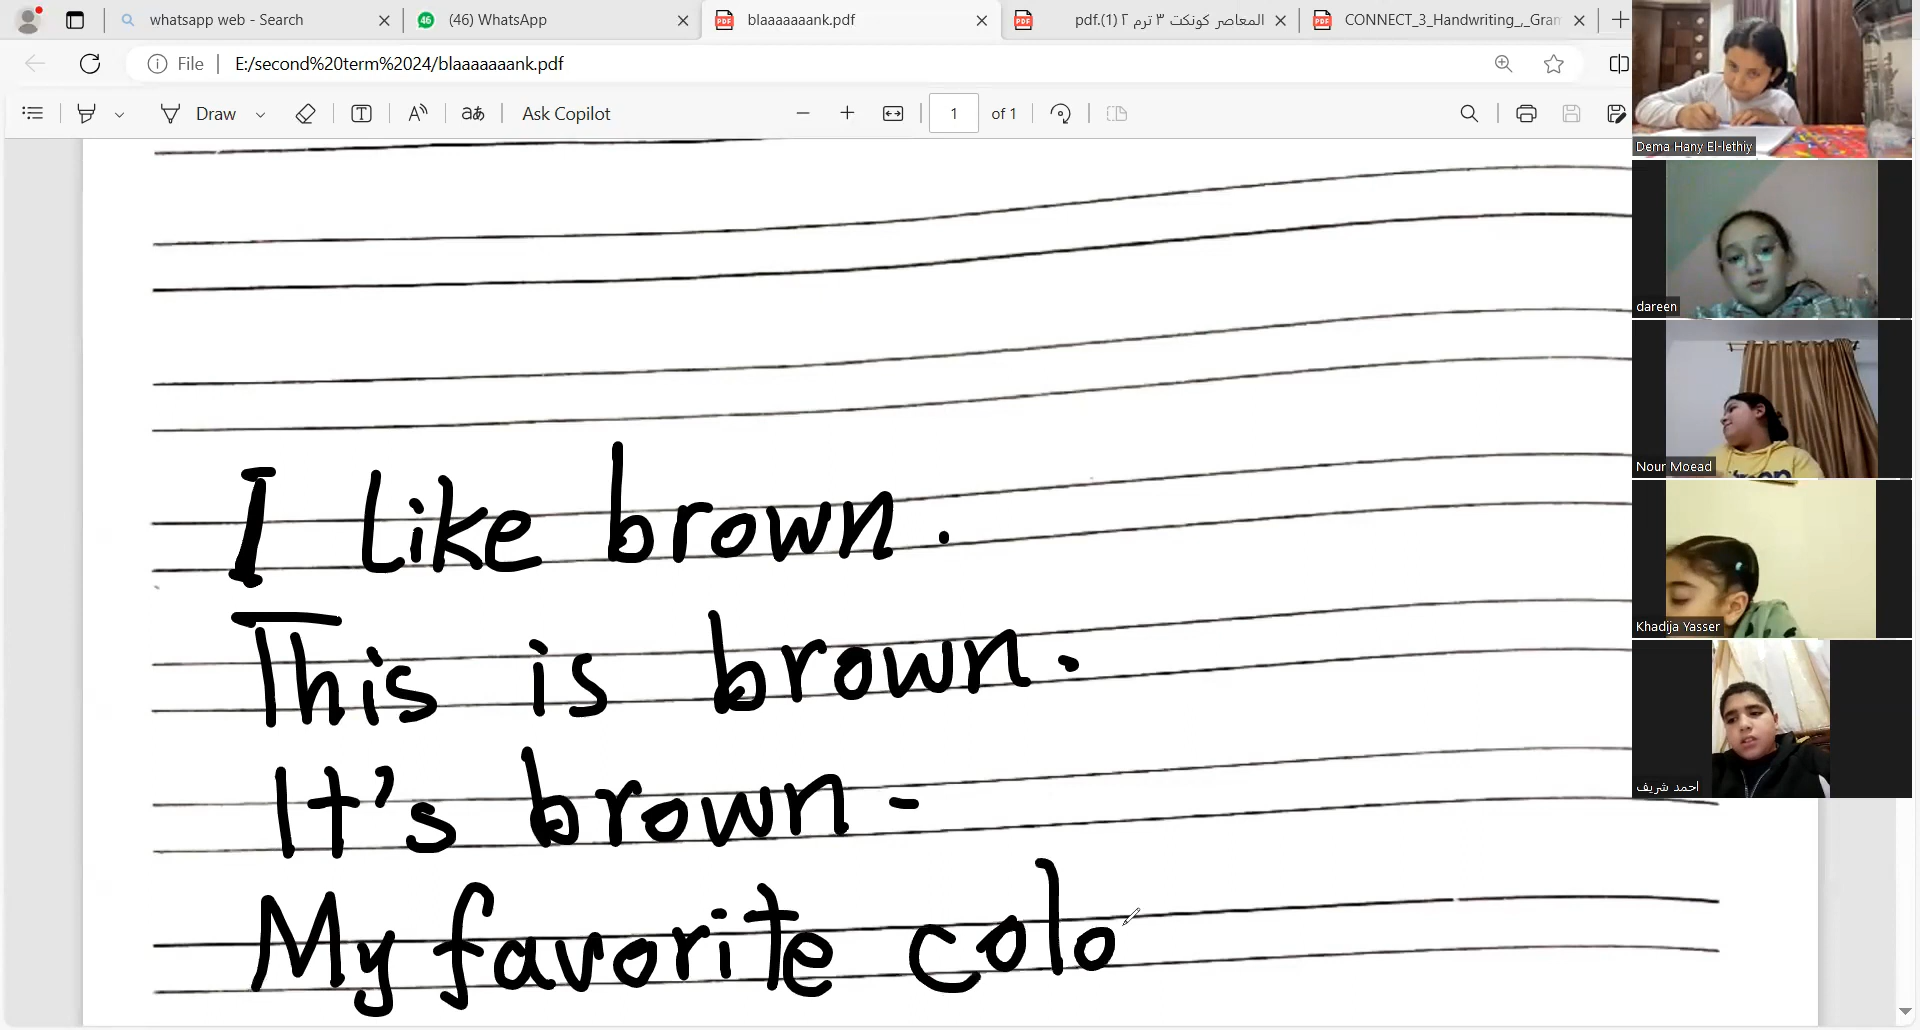 whatsapp web - Search
(46) WhatsApp
blaaaaaaank.pdf
المعاصر كونكت ٣ ترم ٢ (1).pdf
CONNECT_3_Handwriting_,_Gran
File
E:/second%20term%2024/blaaaaaaank.pdf
Draw
Ask Copilot
1 of 1
I like brown.
This is brown.
It's brown-
My favorite colo
Dema Hany El-lethiy
dareen
Nour Moead
Khadija Yasser
احمد شريف